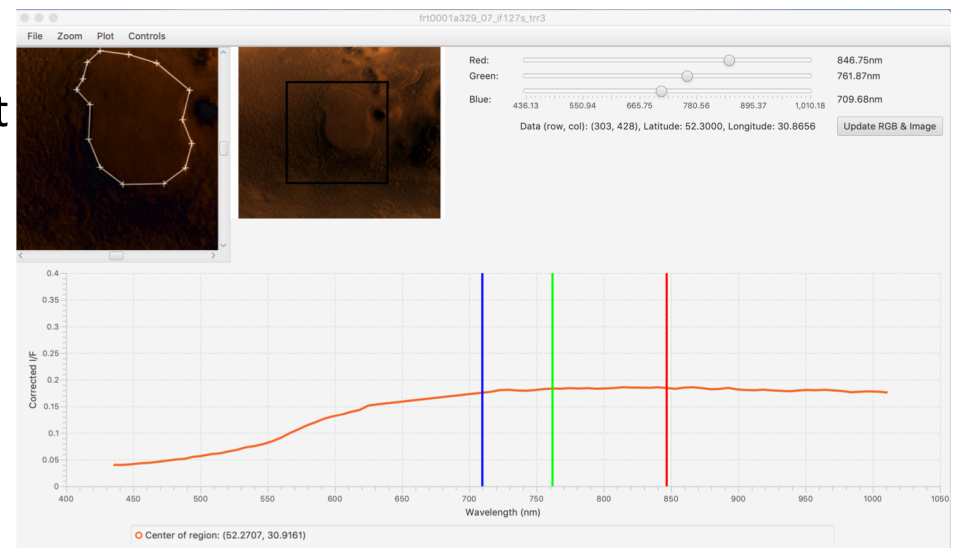 frt0001a329_07_if127s_trr3
File Zoom Plot Controls
t
Red: 846.75nm
Green: 761.87nm
Blue: 709.68nm
436.13 550.94 665.75 780.56 895.37 1,010.18
Data (row, col): (303, 428), Latitude: 52.3000, Longitude: 30.8656
Update RGB & Image
Corrected I/F
0.4
0.35
0.3
0.25
0.2
0.15
0.1
0.05
0
400 450 500 550 600 650 700 750 800 850 900 950 1000 1050
Wavelength (nm)
Center of region: (52.2707, 30.9161)